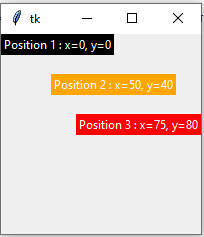 tk
Position 1 : x=0, y=0
Position 2 : x=50, y=40
Position 3 : x=75, y=80